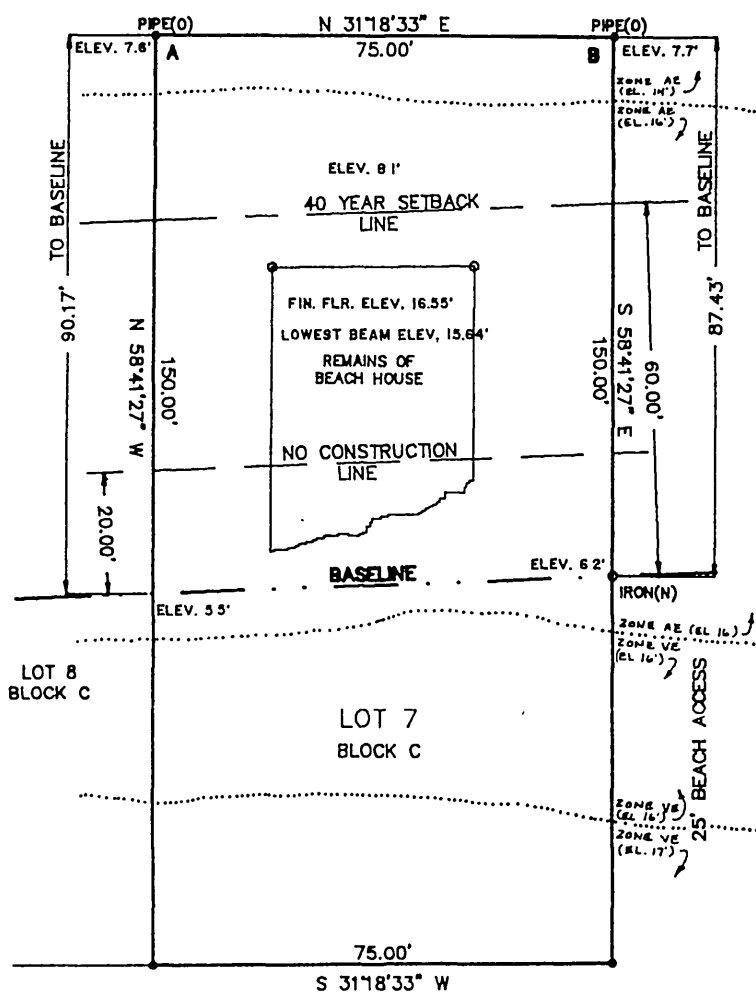 PIPE(O)
N 31°18'33" E
PIPE(O)
ELEV. 7.6'
A
75.00'
B
ELEV. 7.7'
ZONE AE
(EL. 14')
ZONE AE
(EL. 16')
ELEV. 8 1'
40 YEAR SETBACK
LINE
TO BASELINE
90.17'
TO BASELINE
87.43'
FIN. FLR. ELEV, 16.55'
LOWEST BEAM ELEV, 15.64'
REMAINS OF
BEACH HOUSE
N 58°41'27" W
150.00'
S 58°41'27" E
150.00'
60.00'
NO CONSTRUCTION
LINE
20.00'
BASELINE
ELEV. 6 2'
IRON(N)
ELEV. 5 5'
ZONE AE (EL 16)
ZONE VE
(EL 16')
LOT 8
BLOCK C
LOT 7
BLOCK C
25' BEACH ACCESS
ZONE VE
(EL 16')
ZONE VE
(EL. 17')
75.00'
S 31°18'33" W